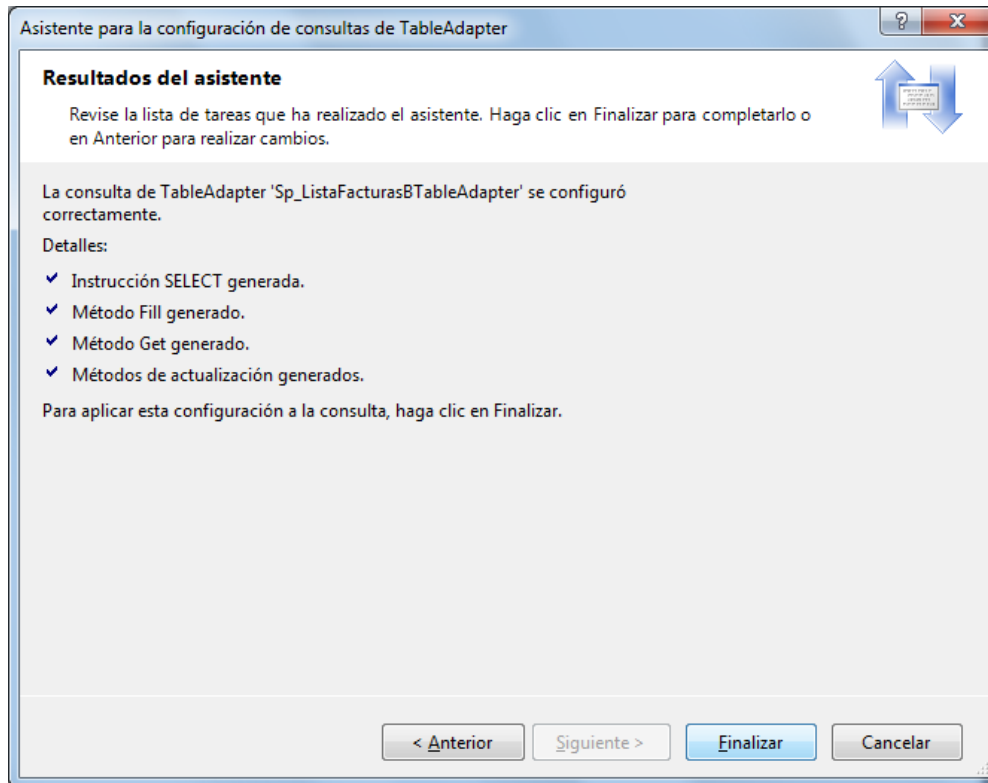 Asistente para la configuración de consultas de TableAdapter
Resultados del asistente
Revise la lista de tareas que ha realizado el asistente. Haga clic en Finalizar para completarlo o
en Anterior para realizar cambios.
La consulta de TableAdapter 'Sp_ListaFacturasBTableAdapter' se configuró
correctamente.
Detalles:
Instrucción SELECT generada.
Método Fill generado.
Método Get generado.
Métodos de actualización generados.
Para aplicar esta configuración a la consulta, haga clic en Finalizar.
< Anterior
Siguiente >
Finalizar
Cancelar